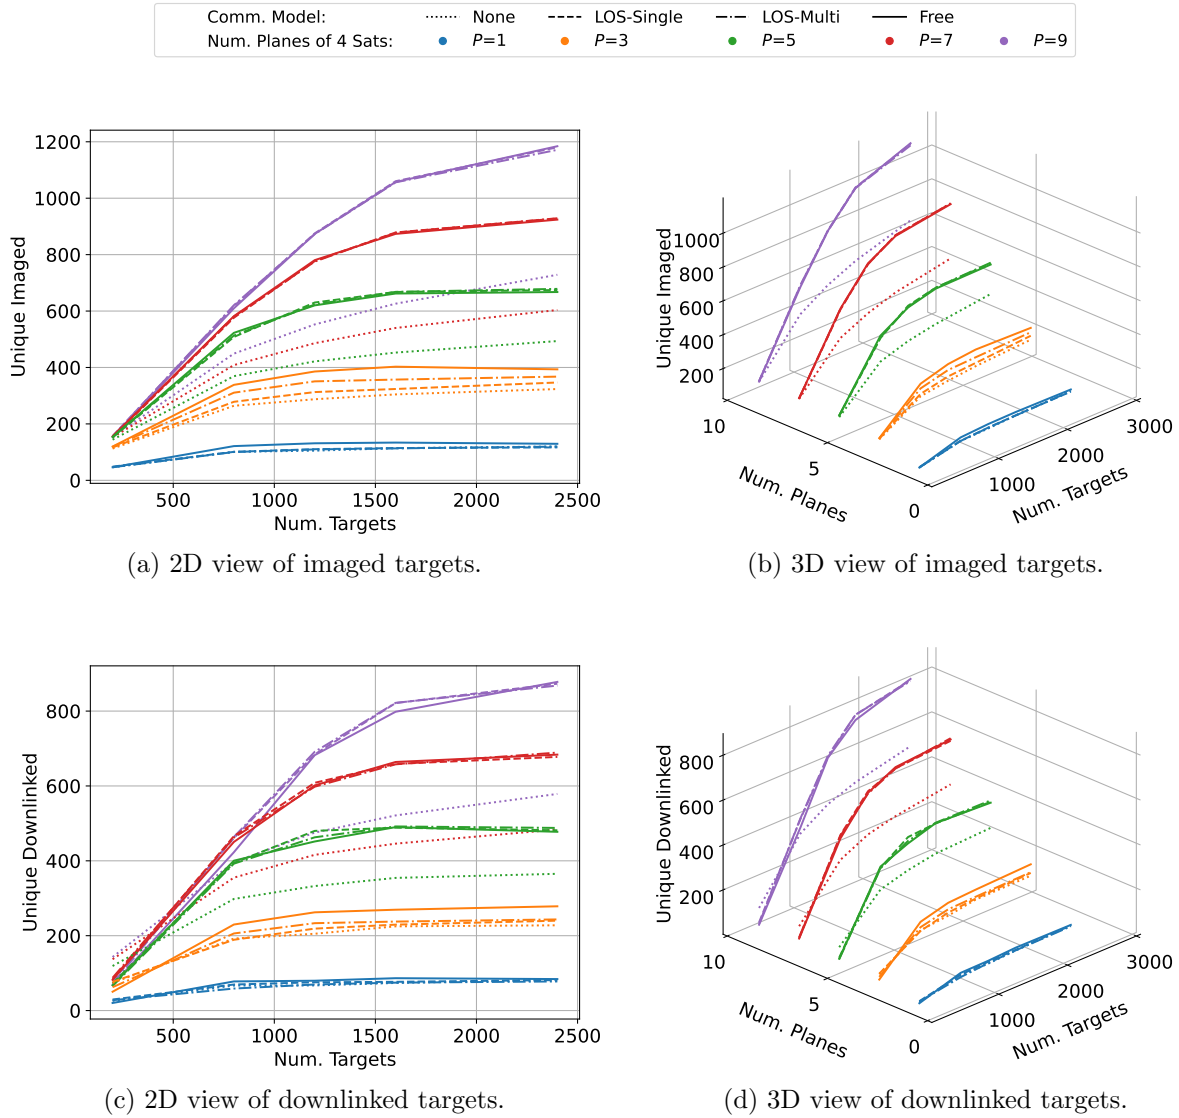 Comm. Model: None LOS-Single LOS-Multi Free
Num. Planes of 4 Sats: P=1 P=3 P=5 P=7 P=9
Unique Imaged
1200
1000
800
600
400
200
0
500 1000 1500 2000 2500
Num. Targets
(a) 2D view of imaged targets.
Unique Imaged
1000
800
600
400
200
10
5
0
Num. Planes
1000
2000
3000
Num. Targets
(b) 3D view of imaged targets.
Unique Downlinked
800
600
400
200
0
500 1000 1500 2000 2500
Num. Targets
(c) 2D view of downlinked targets.
Unique Downlinked
800
600
400
200
10
5
0
Num. Planes
1000
2000
3000
Num. Targets
(d) 3D view of downlinked targets.